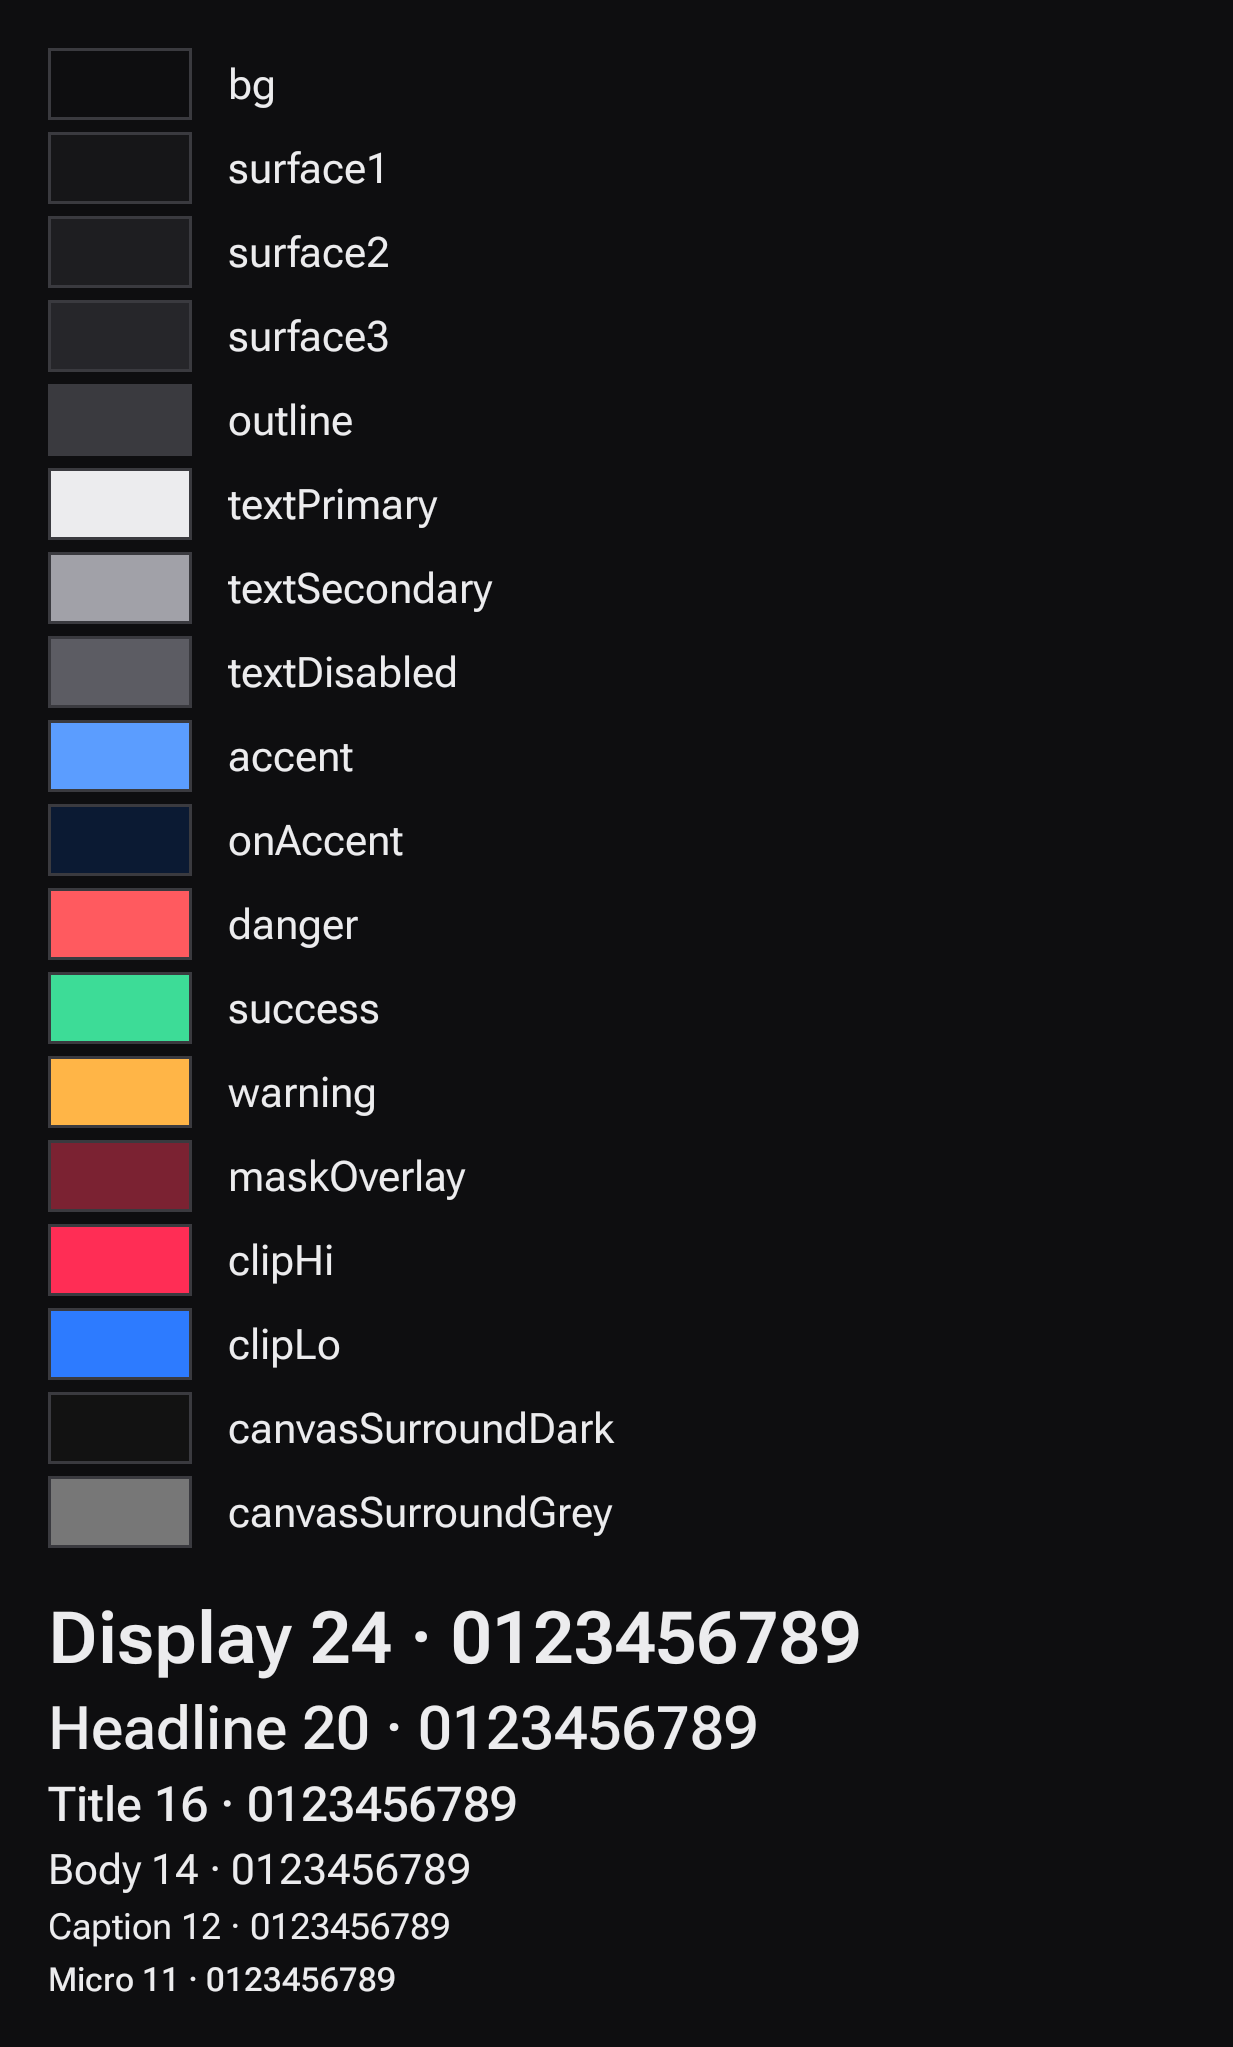 bg
surface1
surface2
surface3
outline
textPrimary
textSecondary
textDisabled
accent
onAccent
danger
success
warning
maskOverlay
clipHi
clipLo
canvasSurroundDark
canvasSurroundGrey
Display 24 · 0123456789
Headline 20 · 0123456789
Title 16 · 0123456789
Body 14 · 0123456789
Caption 12 · 0123456789
Micro 11 · 0123456789